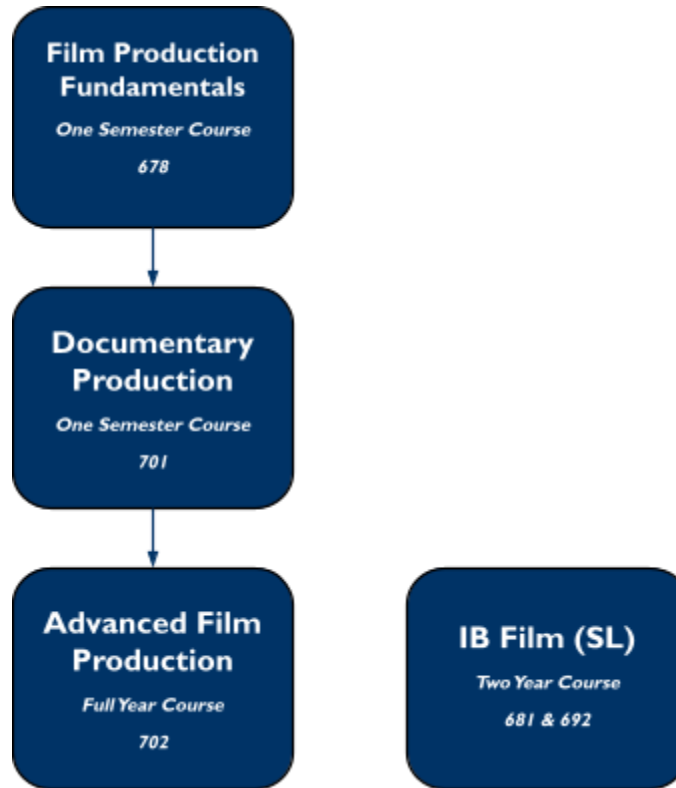 Film Production
Fundamentals
One Semester Course
678
Documentary
Production
One Semester Course
701
Advanced Film
Production
Full Year Course
702
IB Film (SL)
Two Year Course
681 & 692